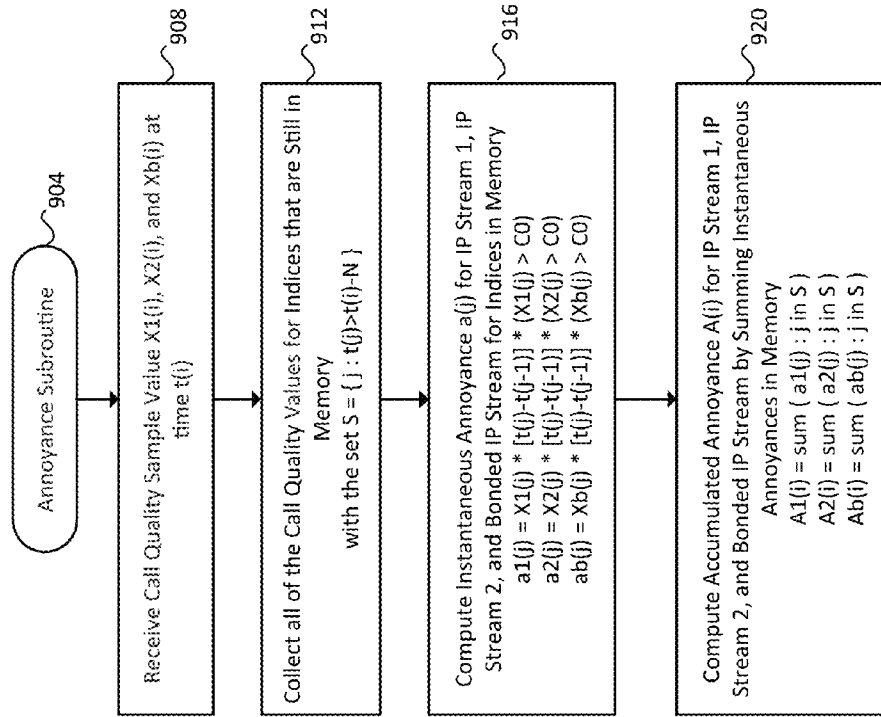 Annoyance Subroutine
904
Receive Call Quality Sample Value X1(i), X2(i), and Xb(i) at
time t(i)
908
Collect all of the Call Quality Values for Indices that are Still in
Memory
with the set S = { j : t(j)>t(i)-N }
912
Compute Instantaneous Annoyance a(j) for IP Stream 1, IP
Stream 2, and Bonded IP Stream for Indices in Memory
a1(j) = X1(j) * [t(j)-t(j-1)] * (X1(j) > C0)
a2(j) = X2(j) * [t(j)-t(j-1)] * (X2(j) > C0)
ab(j) = Xb(j) * [t(j)-t(j-1)] * (Xb(j) > C0)
916
Compute Accumulated Annoyance A(i) for IP Stream 1, IP
Stream 2, and Bonded IP Stream by Summing Instantaneous
Annoyances in Memory
A1(i) = sum ( a1(j) : j in S )
A2(i) = sum ( a2(j) : j in S )
Ab(i) = sum ( ab(j) : j in S )
920